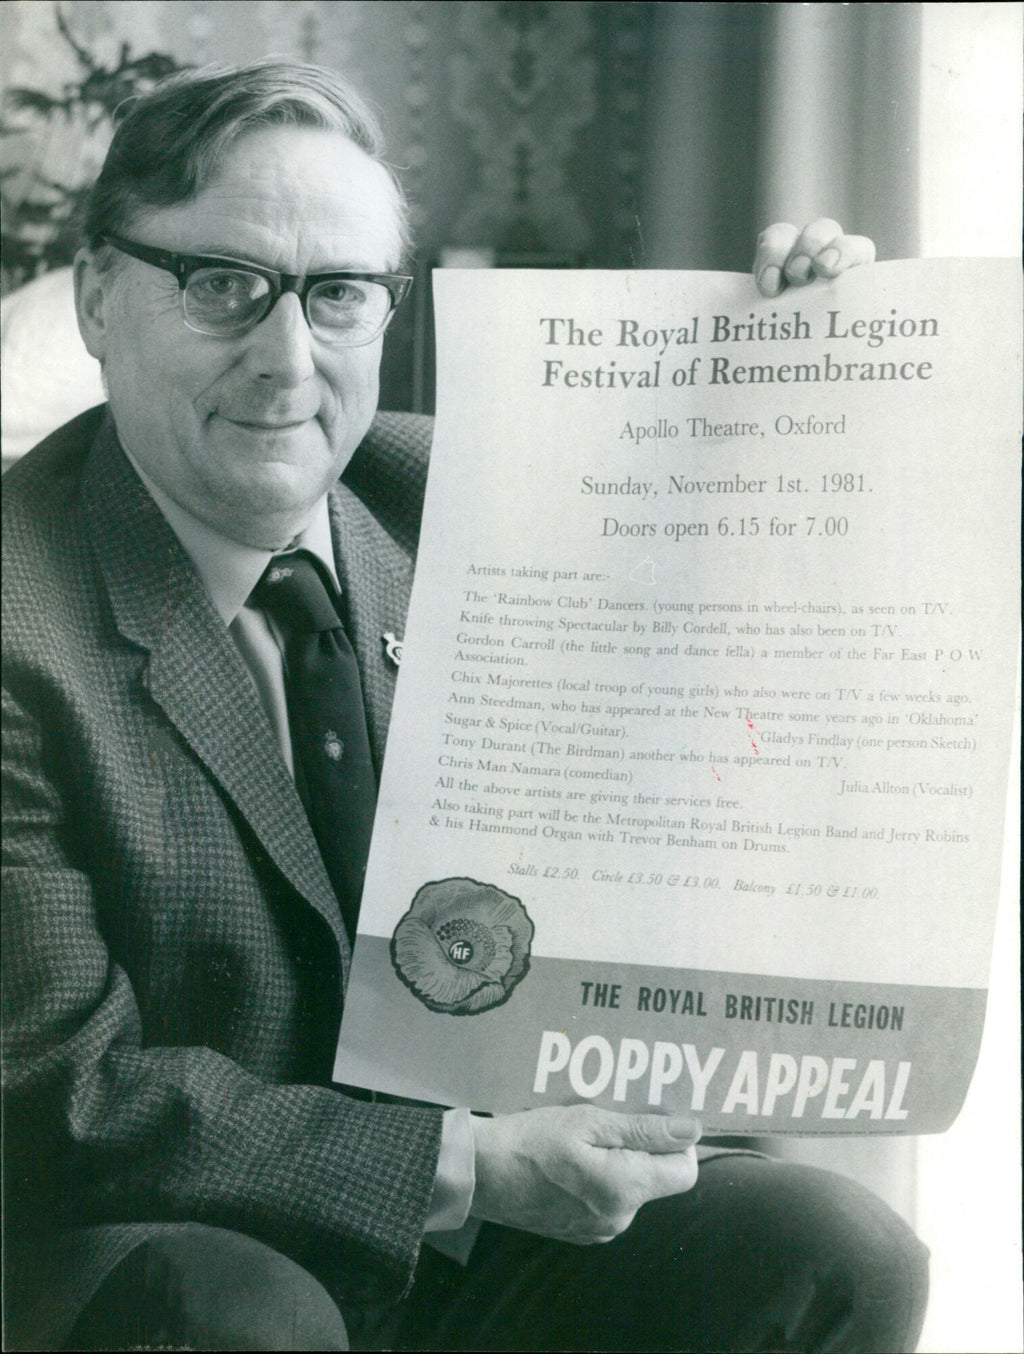 The Royal British Legion
Festival of Remembrance
Apollo Theatre, Oxford
Sunday, November 1st. 1981.
Doors open 6.15 for 7.00
Artists taking part are:-
The 'Rainbow Club' Dancers. (young persons in wheel-chairs), as seen on T/V.
Knife throwing Spectacular by Billy Cordell, who has also been on T/V
Gordon Carroll (the little song and dance fella) a member of the Far East P O W
Association.
Chix Majorettes (local troop of young girls) who also were on T/V a few weeks ago.
Ann Steedman, who has appeared at the New Theatre some years ago in 'Oklahoma'
Sugar & Spice (Vocal/Guitar). Gladys Findlay (one person Sketch)
Tony Durant (The Birdman) another who has appeared on T/V.
Chris Man Namara (comedian) Julia Allton (Vocalist)
All the above artists are giving their services free.
Also taking part will be the Metropolitan Royal British Legion Band and Jerry Robins
& his Hammond Organ with Trevor Benham on Drums.
Stalls £2.50. Circle £3.50 & £3.00. Balcony £1.50 & £1.00.
HF
THE ROYAL BRITISH LEGION
POPPY APPEAL